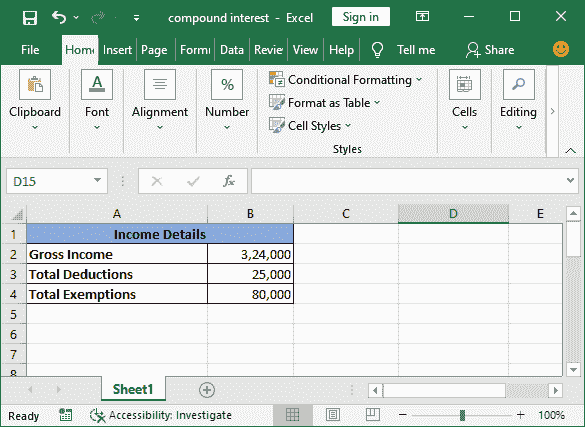 compound interest - Excel
Sign in
File Home Insert Page Formu Data Revie View Help Tell me Share
Clipboard
Font
Alignment
Number
Conditional Formatting
Format as Table
Cell Styles
Styles
Cells
Editing
D15
fx
A B C D E
1 Income Details
2 Gross Income 3,24,000
3 Total Deductions 25,000
4 Total Exemptions 80,000
5
6
7
8
Sheet1
Ready Accessibility: Investigate 100%